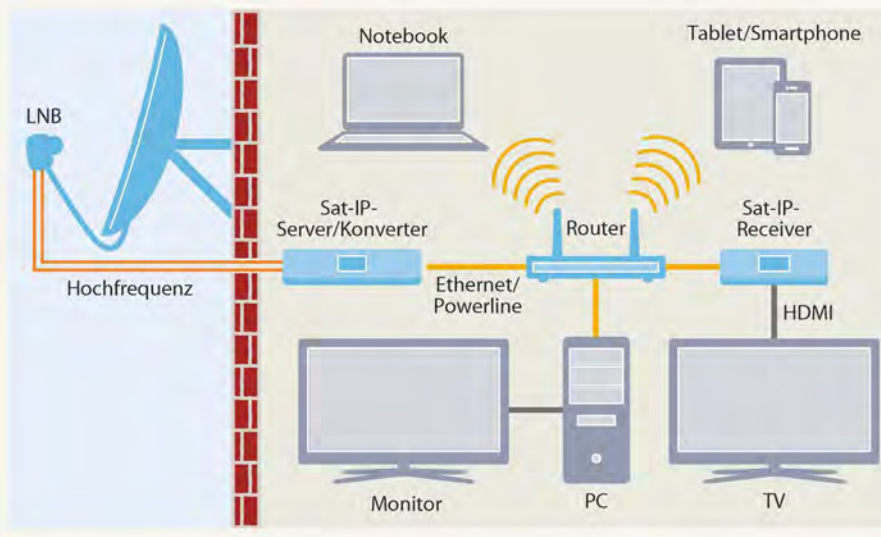 Notebook
Tablet/Smartphone
LNB
Sat-IP-
Server/Konverter
Router
Sat-IP-
Receiver
Hochfrequenz
Ethernet/
Powerline
HDMI
Monitor
PC
TV